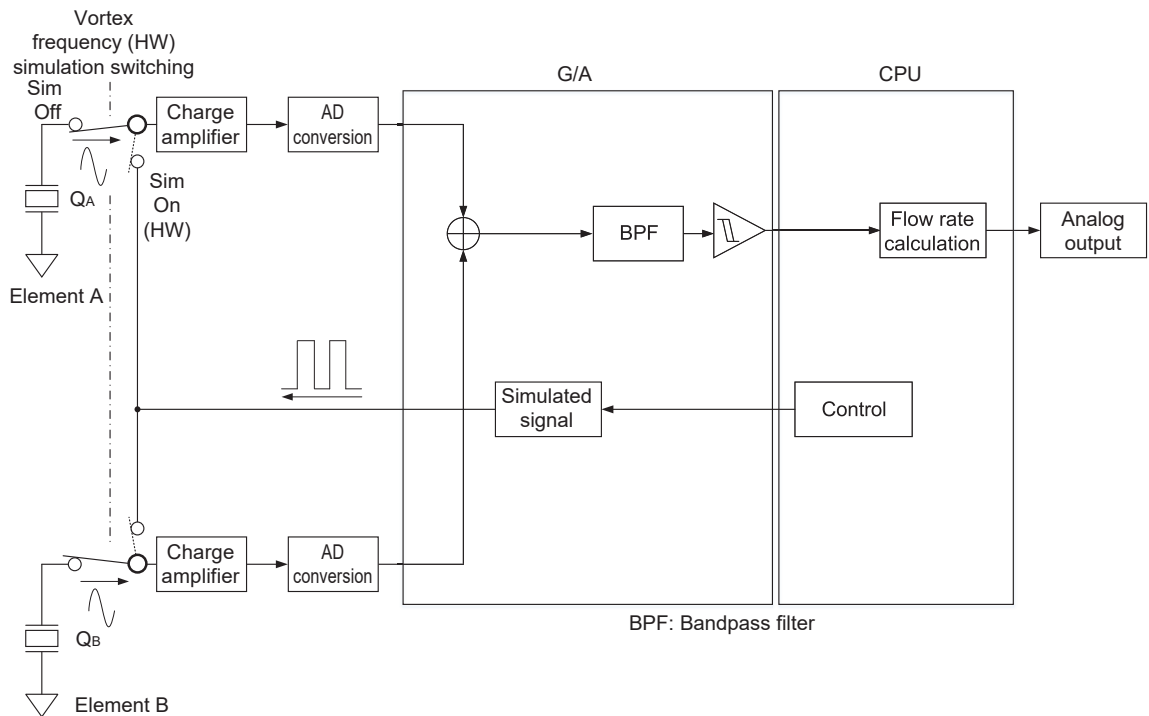 Vortex
frequency (HW)
simulation switching
Sim
Off
Charge
amplifier
AD
conversion
G/A
CPU
QA
Sim
On
(HW)
Element A
BPF
Flow rate
calculation
Analog
output
Simulated
signal
Control
Charge
amplifier
AD
conversion
QB
Element B
BPF: Bandpass filter